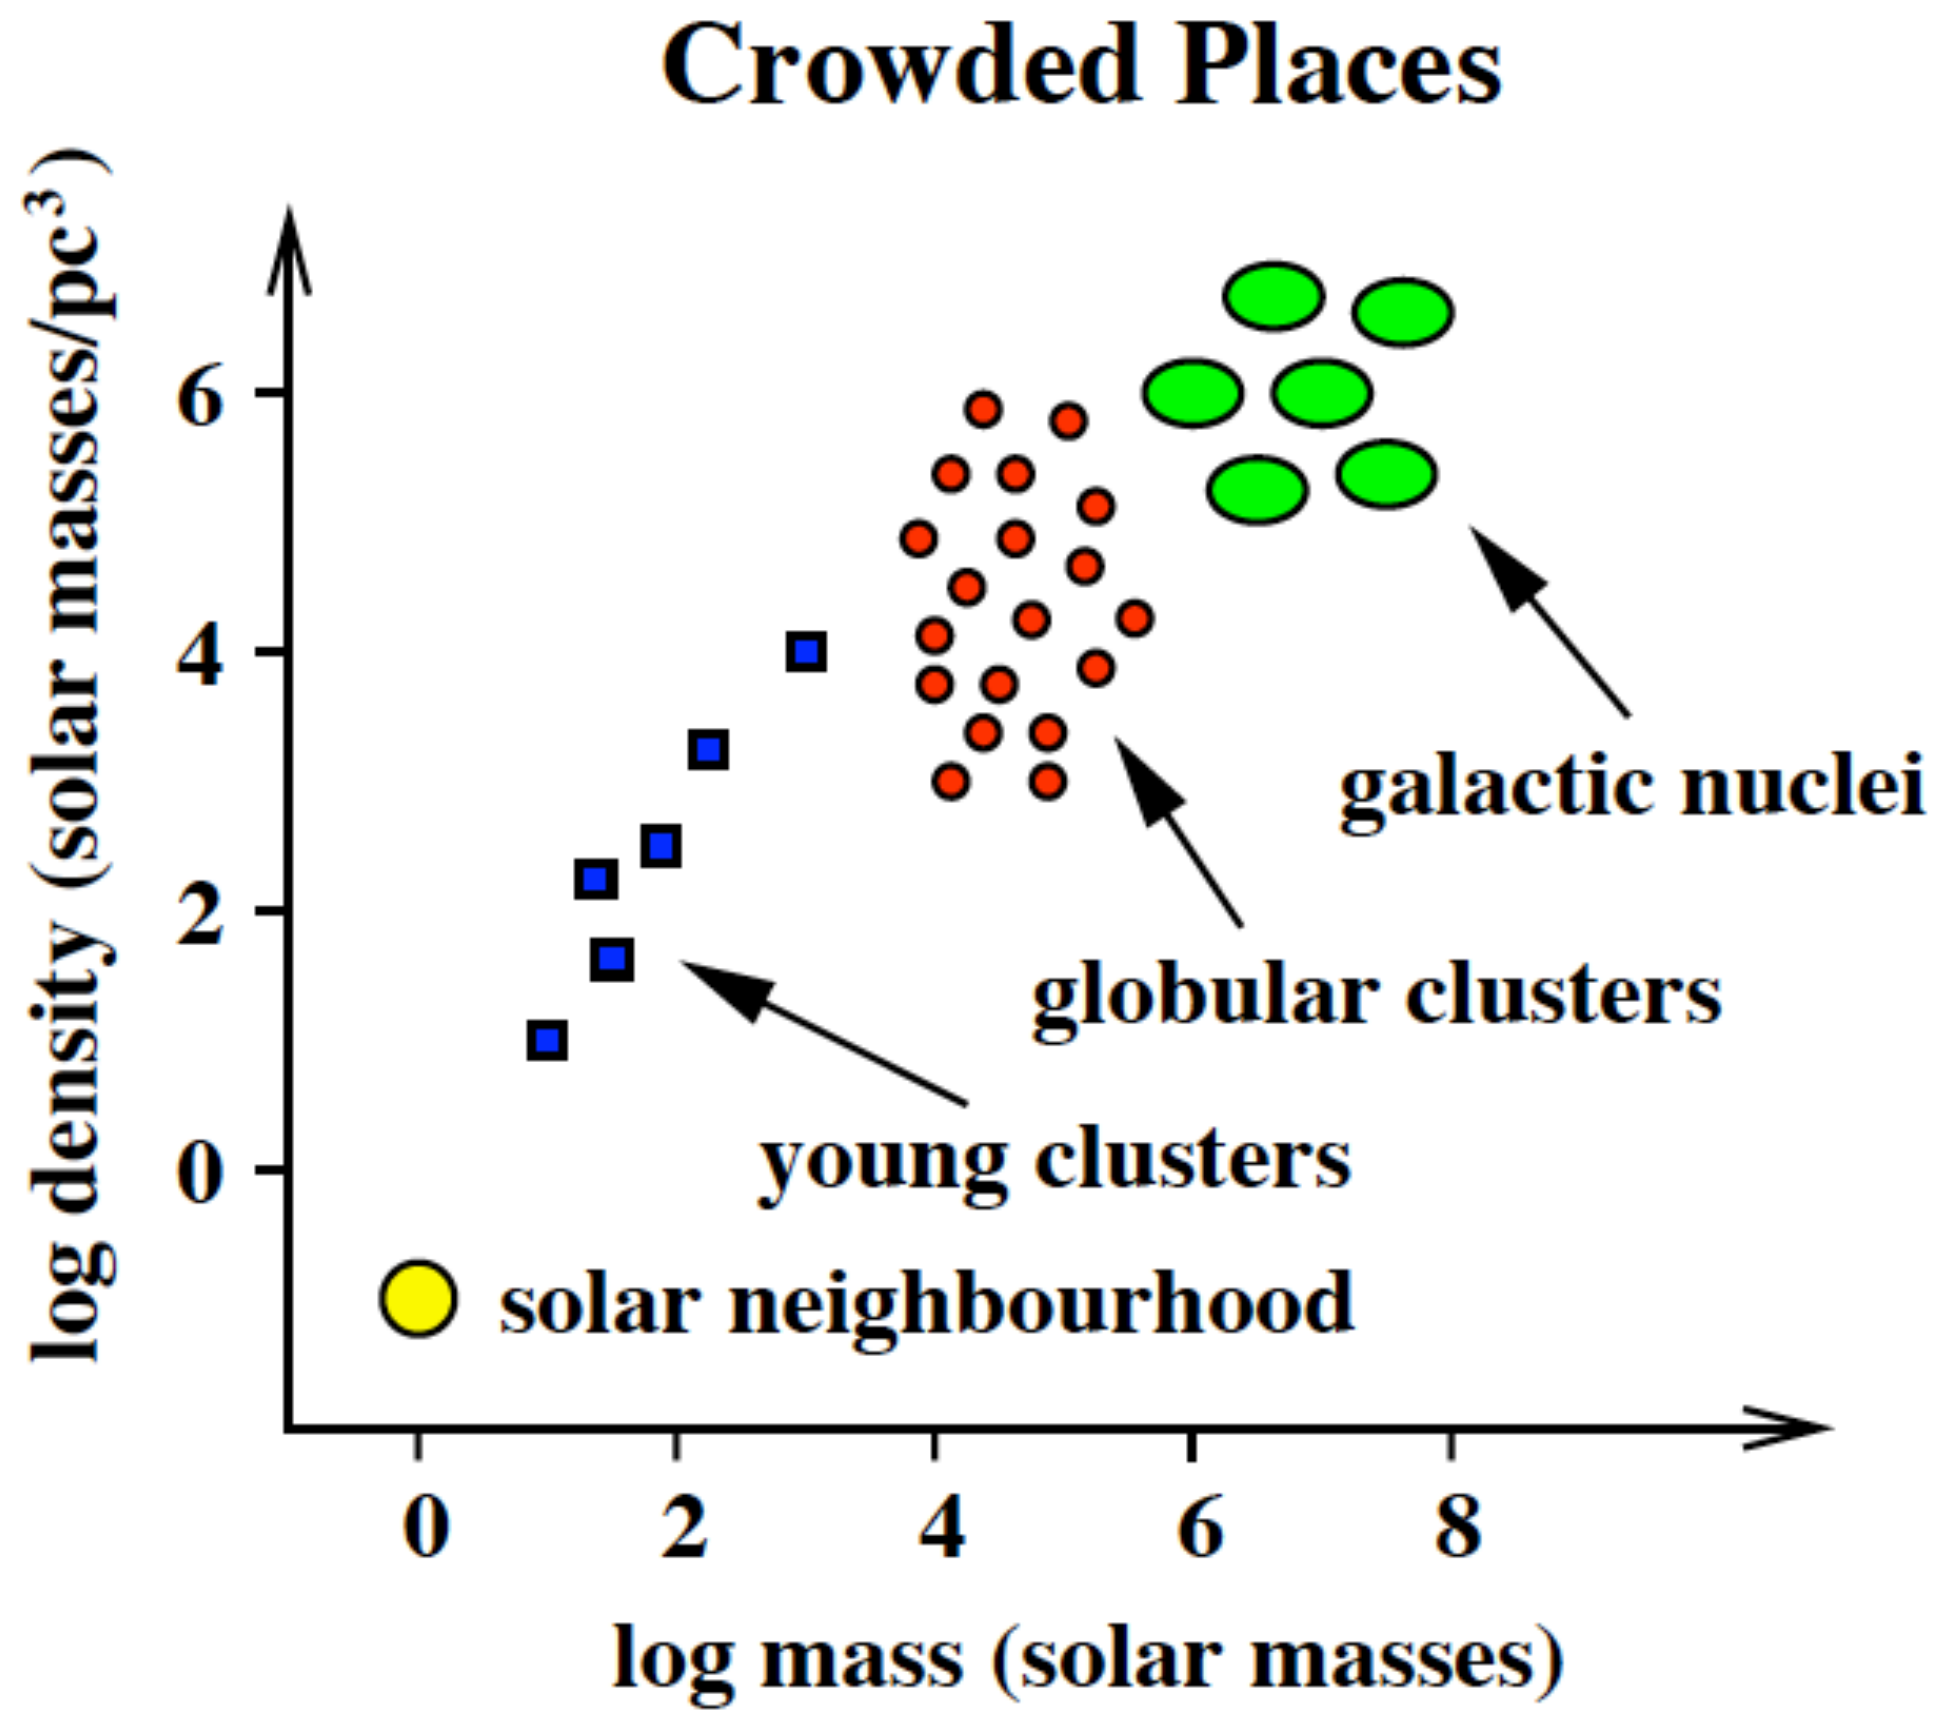 Crowded Places
log density (solar masses/pc³)
6
4
2
0
galactic nuclei
globular clusters
young clusters
solar neighbourhood
0 2 4 6 8
log mass (solar masses)